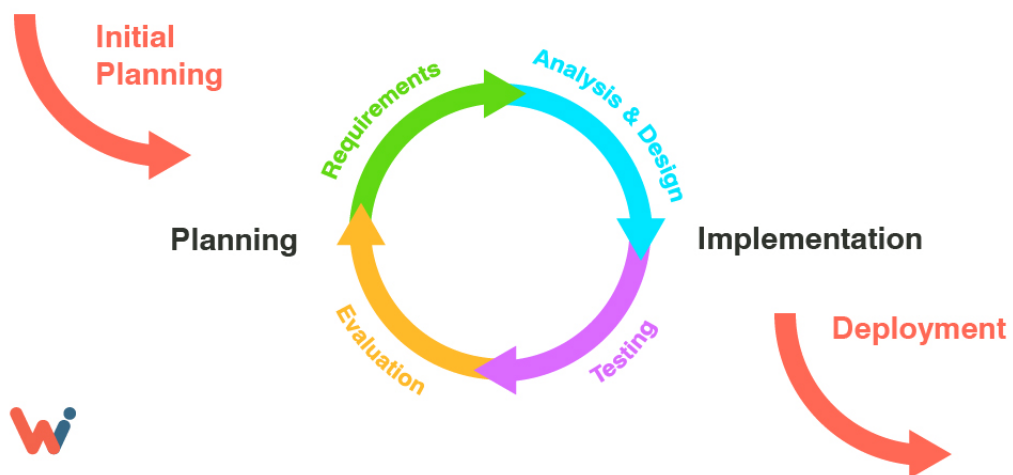 Initial
Planning
Requirements
Analysis & Design
Planning
Implementation
Evaluation
Testing
Deployment